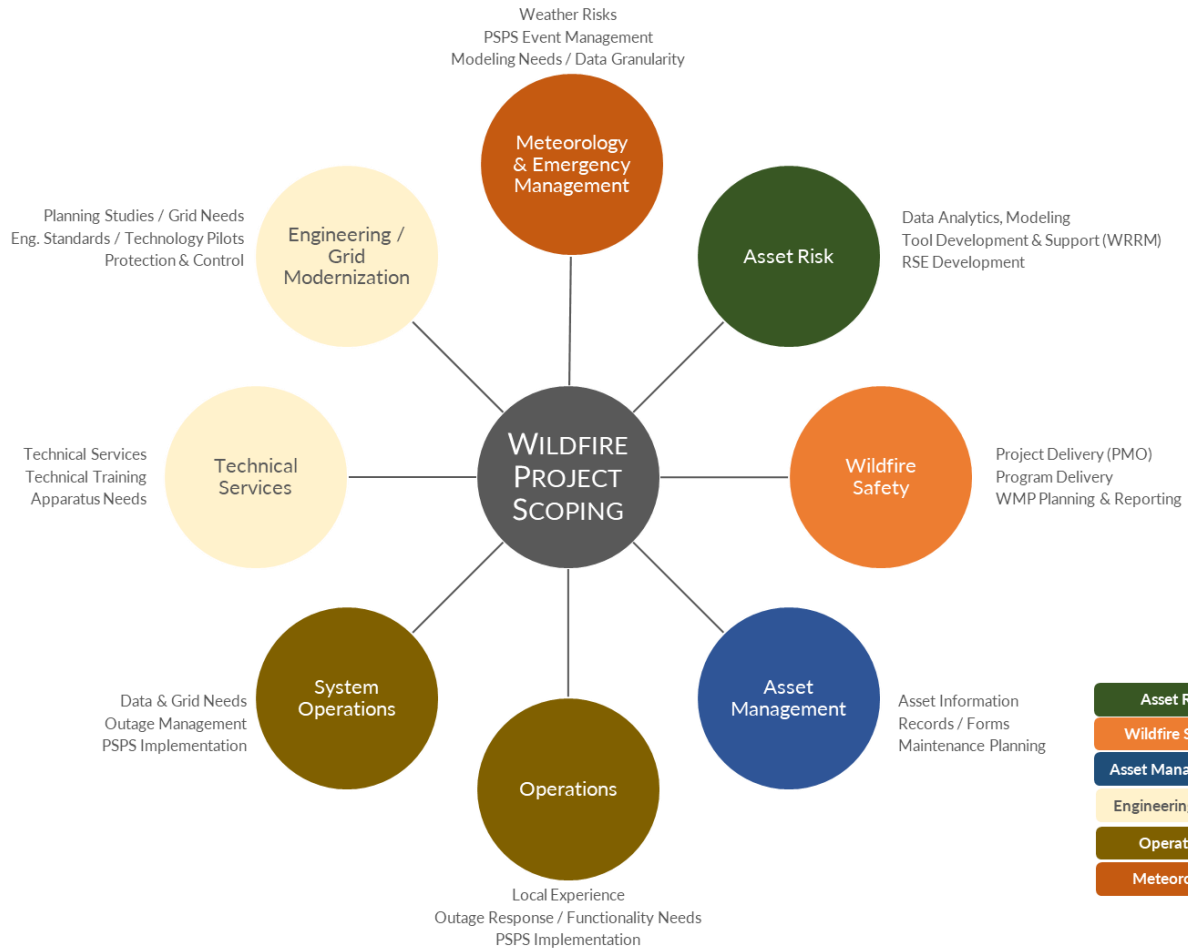 Weather Risks
PSPS Event Management
Modeling Needs / Data Granularity
Meteorology
& Emergency
Management
Planning Studies / Grid Needs
Eng. Standards / Technology Pilots
Protection & Control
Engineering /
Grid
Modernization
Asset Risk
Data Analytics, Modeling
Tool Development & Support (WRRM)
RSE Development
Technical Services
Technical Training
Apparatus Needs
Technical
Services
WILDFIRE
PROJECT
SCOPING
Wildfire
Safety
Project Delivery (PMO)
Program Delivery
WMP Planning & Reporting
Data & Grid Needs
Outage Management
PSPS Implementation
System
Operations
Operations
Local Experience
Outage Response / Functionality Needs
PSPS Implementation
Asset
Management
Asset Information
Records / Forms
Maintenance Planning
Asset
Wildfire
Asset